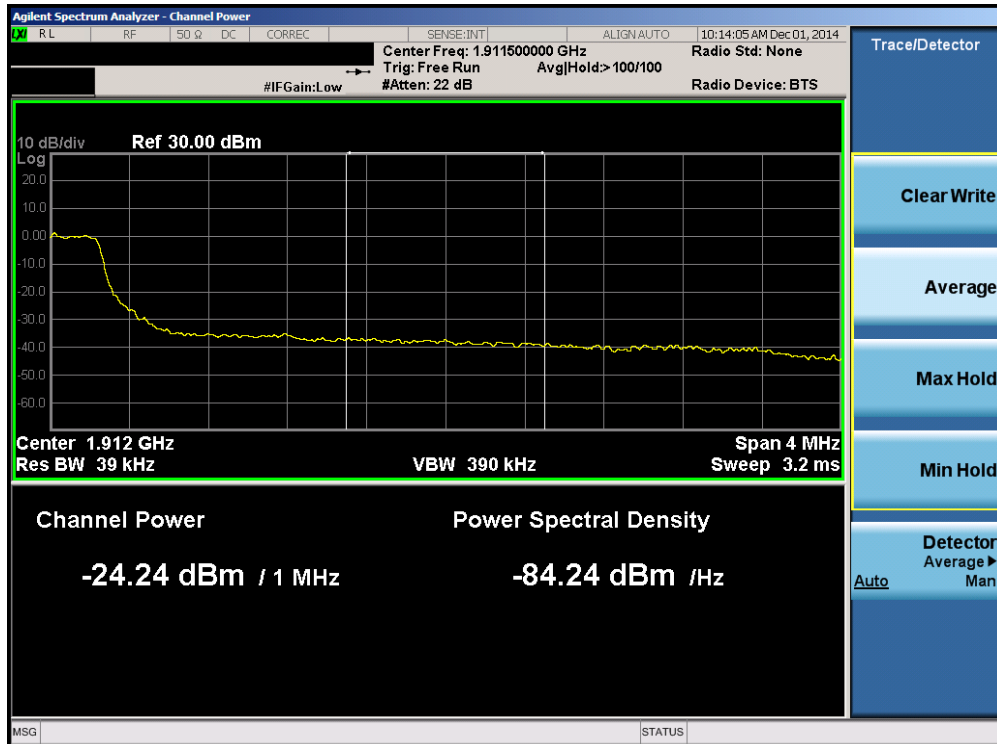 Agilent Spectrum Analyzer - Channel Power
LXI RL RF 50 Ω DC CORREC SENSE:INT ALIGN AUTO 10:14:05 AM Dec 01, 2014
Center Freq: 1.911500000 GHz Radio Std: None
Trig: Free Run Avg|Hold:> 100/100
#IFGain:Low #Atten: 22 dB Radio Device: BTS
10 dB/div Ref 30.00 dBm
Log
20.0
10.0
0.00
-10.0
-20.0
-30.0
-40.0
-50.0
-60.0
Center 1.912 GHz Span 4 MHz
Res BW 39 kHz VBW 390 kHz Sweep 3.2 ms
Channel Power Power Spectral Density
-24.24 dBm / 1 MHz -84.24 dBm /Hz
MSG STATUS
Trace/Detector
Clear Write
Average
Max Hold
Min Hold
Detector
Average▶
Auto Man